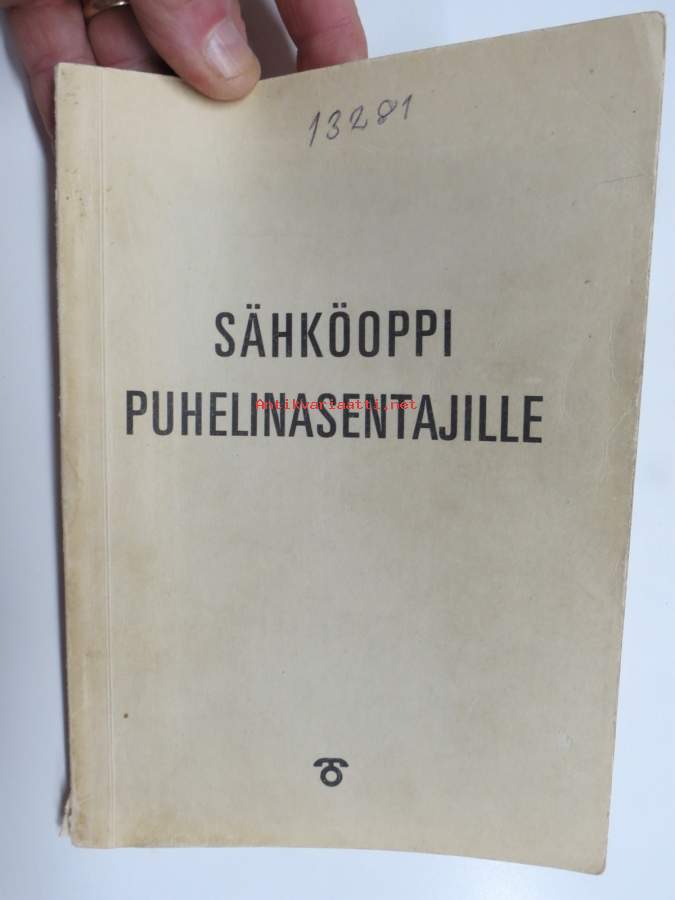 13281
SÄHKÖOPPI
Antikvariaatti.net
PUHELINASENTAJILLE